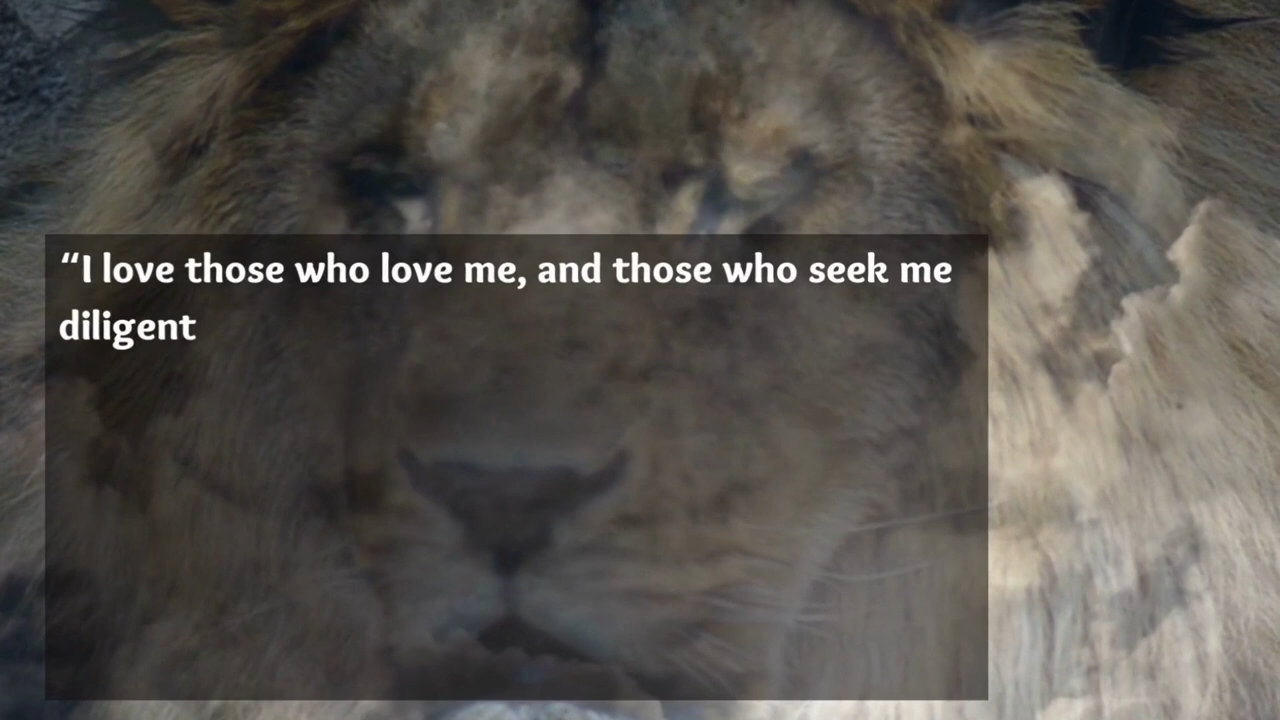 “I love those who love me, and those who seek me
diligent